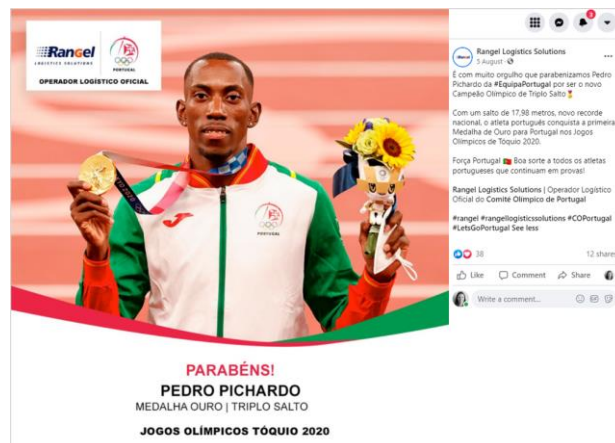 Rangel
LOGISTICS SOLUTIONS
PORTUGAL
OPERADOR LOGÍSTICO OFICIAL
TOKYO 2020
PORTUGAL
PARABÉNS!
PEDRO PICHARDO
MEDALHA OURO | TRIPLO SALTO
JOGOS OLÍMPICOS TÓQUIO 2020
Rangel Logistics Solutions
5 August
É com muito orgulho que parabenizamos Pedro
Pichardo da #EquipaPortugal por ser o novo
Campeão Olímpico de Triplo Salto🏅
Com um salto de 17,98 metros, novo recorde
nacional, o atleta português conquista a primeira
Medalha de Ouro para Portugal nos Jogos
Olímpicos de Tóquio 2020.
Força Portugal 🇵🇹 Boa sorte a todos os atletas
portugueses que continuam em provas!
Rangel Logistics Solutions | Operador Logístico
Oficial do Comité Olímpico de Portugal
#rangel #rangellogisticssolutions #COPortugal
#LetsGoPortugal See less
38
12 share
Like Comment Share
Write a comment...